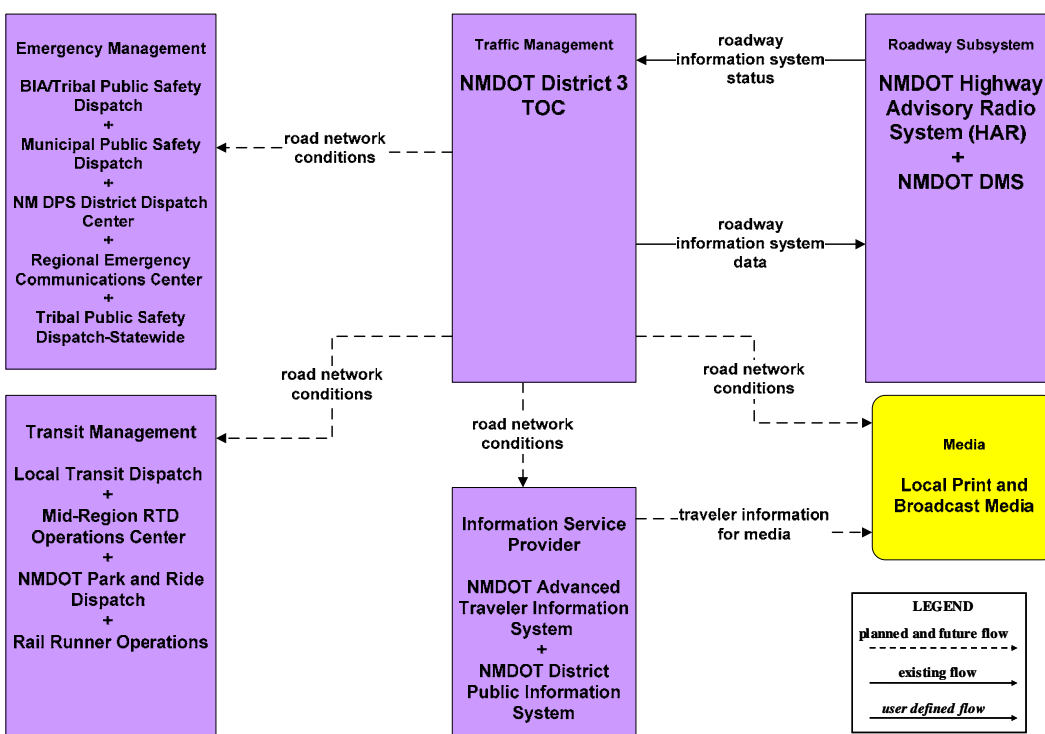 Emergency Management
BIA/Tribal Public Safety
Dispatch
+
Municipal Public Safety
Dispatch
+
NM DPS District Dispatch
Center
+
Regional Emergency
Communications Center
+
Tribal Public Safety
Dispatch-Statewide
road network
conditions
Traffic Management
NMDOT District 3
TOC
roadway
information system
status
roadway
information system
data
Roadway Subsystem
NMDOT Highway
Advisory Radio
System (HAR)
+
NMDOT DMS
Transit Management
Local Transit Dispatch
+
Mid-Region RTD
Operations Center
+
NMDOT Park and Ride
Dispatch
+
Rail Runner Operations
road network
conditions
road network
conditions
road network
conditions
Information Service
Provider
NMDOT Advanced
Traveler Information
System
+
NMDOT District
Public Information
System
traveler information
for media
Media
Local Print and
Broadcast Media
LEGEND
planned and future flow
existing flow
user defined flow